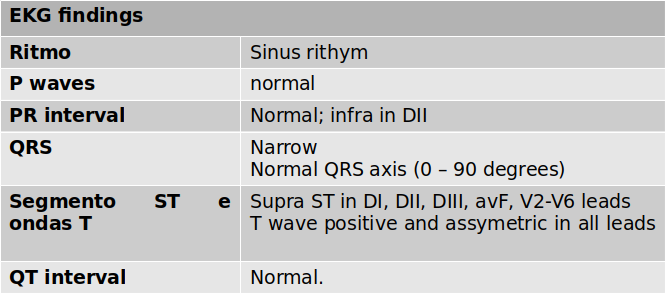 EKG findings
Ritmo Sinus rithym
P waves normal
PR interval Normal; infra in DII
QRS Narrow
Normal QRS axis (0 – 90 degrees)
Segmento ST e Supra ST in DI, DII, DIII, avF, V2-V6 leads
ondas T T wave positive and assymetric in all leads
QT interval Normal.